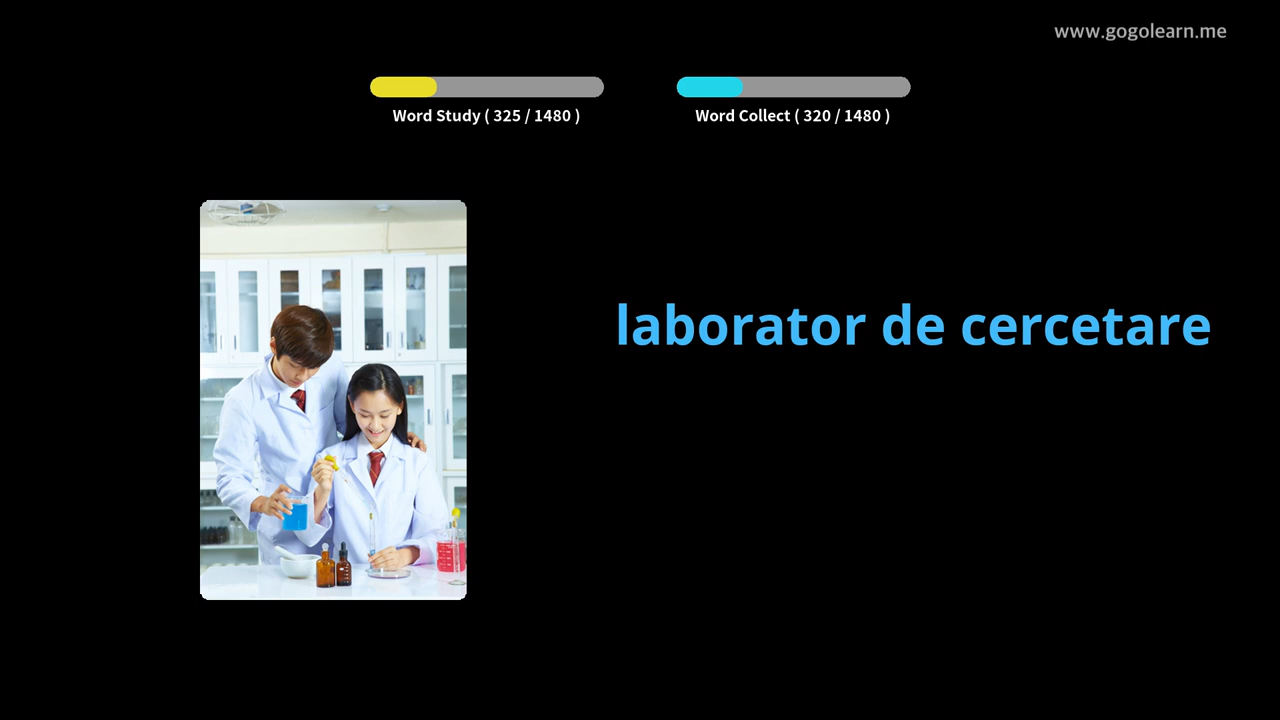 www.gogolearn.me
Word Study ( 325 / 1480 )
Word Collect ( 320 / 1480 )
laborator de cercetare